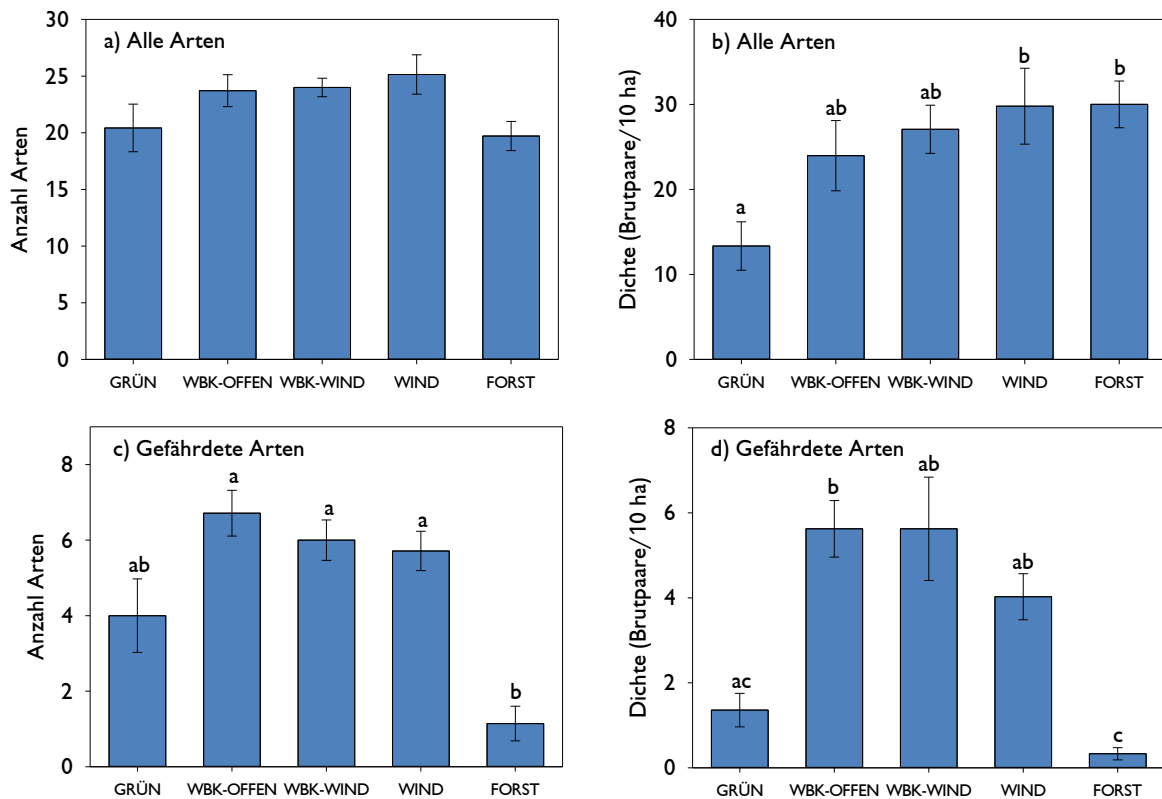 a) Alle Arten
Anzahl Arten
30
25
20
15
10
5
0
GRÜN WBK-OFFEN WBK-WIND WIND FORST
b) Alle Arten
Dichte (Brutpaare/10 ha)
40
30
20
10
0
a ab ab b b
GRÜN WBK-OFFEN WBK-WIND WIND FORST
c) Gefährdete Arten
Anzahl Arten
8
6
4
2
0
ab a a a b
GRÜN WBK-OFFEN WBK-WIND WIND FORST
d) Gefährdete Arten
Dichte (Brutpaare/10 ha)
8
6
4
2
0
ac b ab ab c
GRÜN WBK-OFFEN WBK-WIND WIND FORST